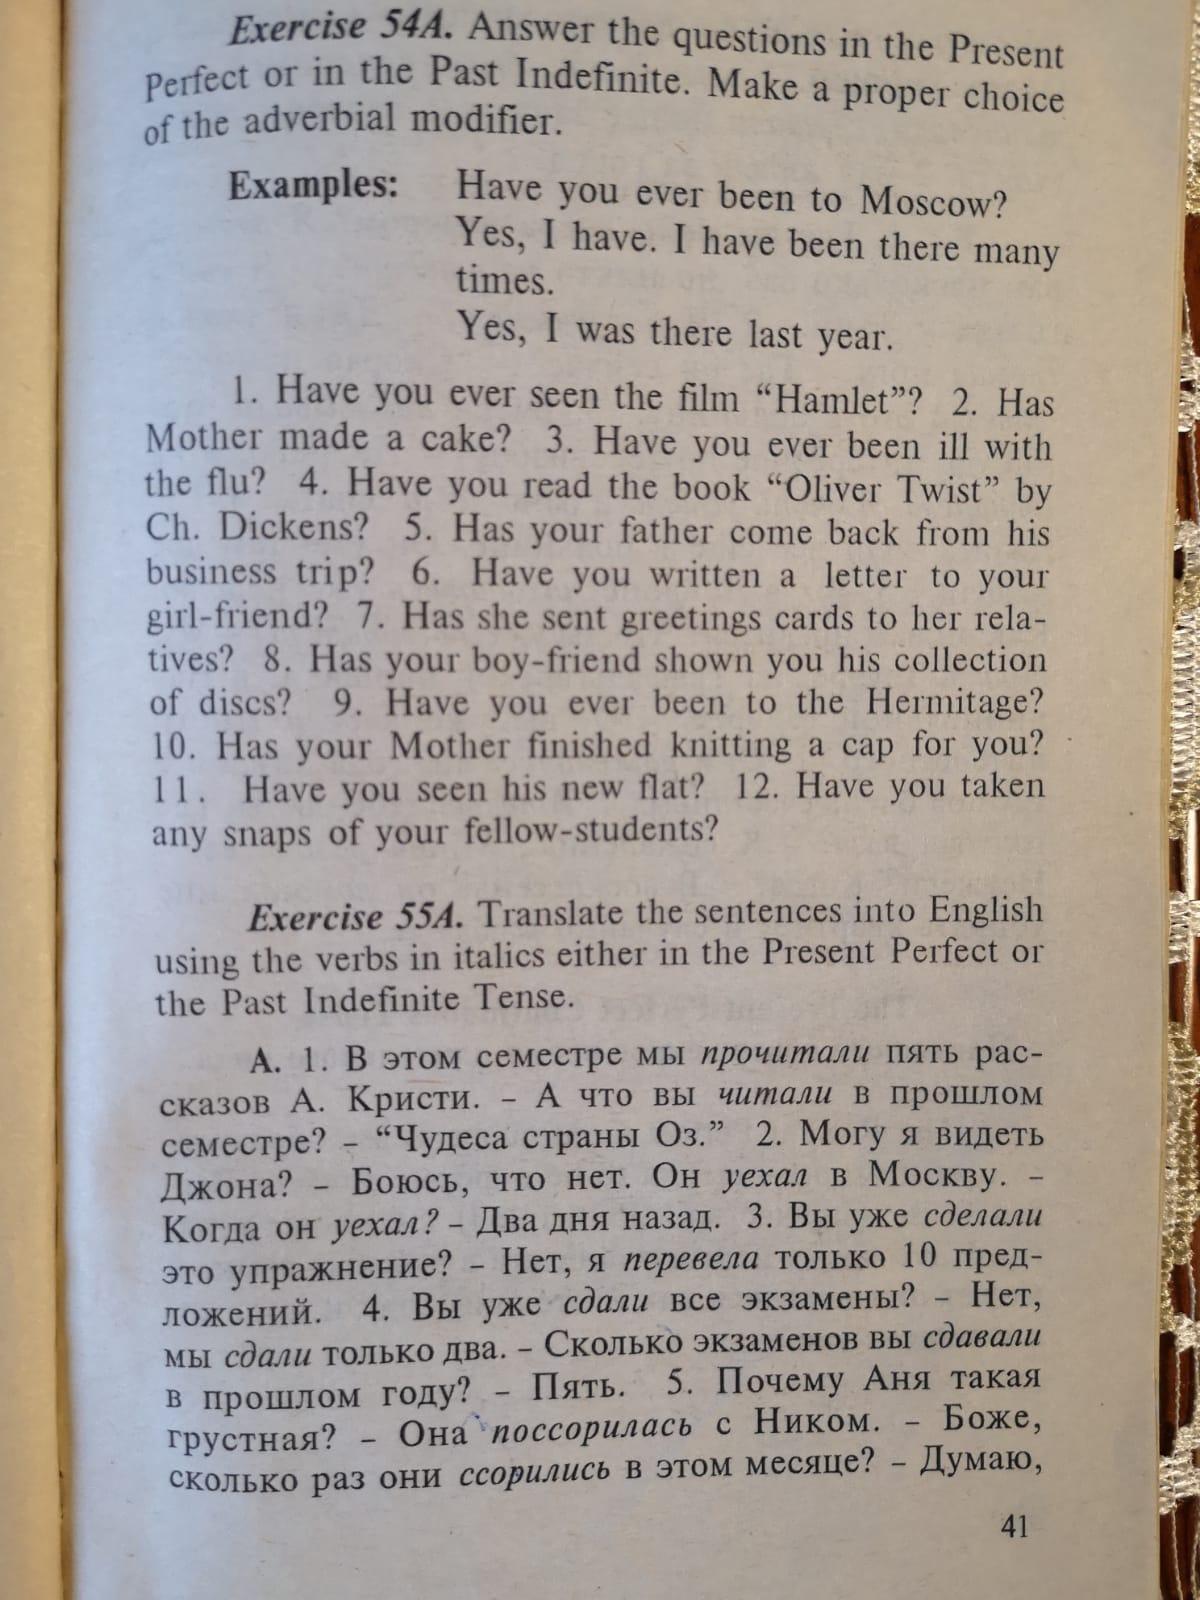 Exercise 54A. Answer the questions in the Present
Perfect or in the Past Indefinite. Make a proper choice
of the adverbial modifier.
Examples: Have you ever been to Moscow?
Yes, I have. I have been there many
times.
Yes, I was there last year.
1. Have you ever seen the film “Hamlet”? 2. Has
Mother made a cake? 3. Have you ever been ill with
the flu? 4. Have you read the book “Oliver Twist” by
Ch. Dickens? 5. Has your father come back from his
business trip? 6. Have you written a letter to your
girl-friend? 7. Has she sent greetings cards to her rela-
tives? 8. Has your boy-friend shown you his collection
of discs? 9. Have you ever been to the Hermitage?
10. Has your Mother finished knitting a cap for you?
11. Have you seen his new flat? 12. Have you taken
any snaps of your fellow-students?
Exercise 55A. Translate the sentences into English
using the verbs in italics either in the Present Perfect or
the Past Indefinite Tense.
А. 1. В этом семестре мы прочитали пять рас-
сказов А. Кристи. – А что вы читали в прошлом
семестре? – “Чудеса страны Оз.” 2. Могу я видеть
Джона? – Боюсь, что нет. Он уехал в Москву. –
Когда он уехал? – Два дня назад. 3. Вы уже сделали
это упражнение? – Нет, я перевела только 10 пред-
ложений. 4. Вы уже сдали все экзамены? – Нет,
мы сдали только два. – Сколько экзаменов вы сдавали
в прошлом году? – Пять. 5. Почему Аня такая
грустная? – Она поссорилась с Ником. – Боже,
сколько раз они ссорились в этом месяце? – Думаю,
41